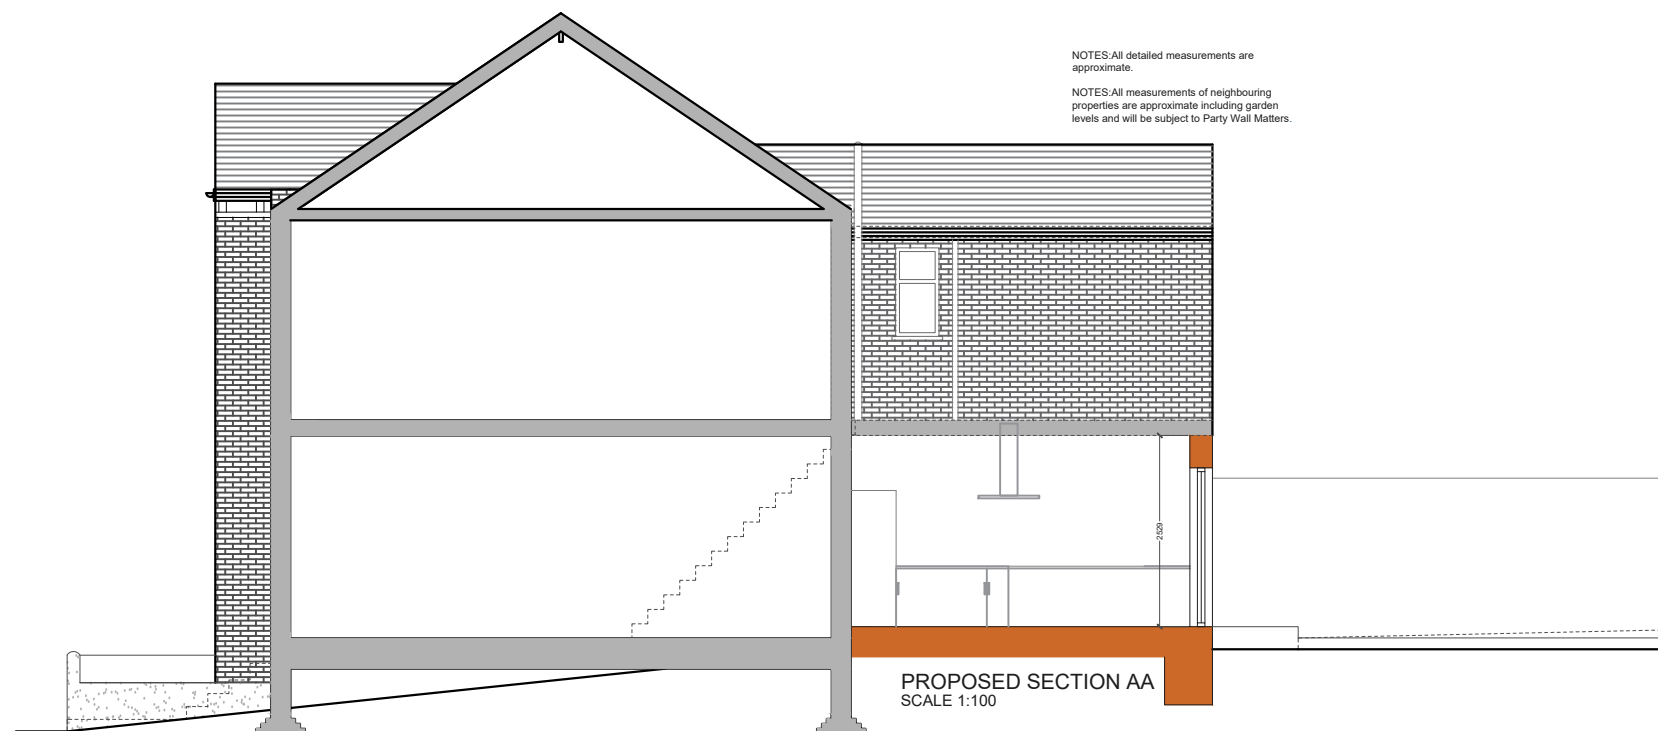 NOTES:All detailed measurements are
approximate.
NOTES:All measurements of neighbouring
properties are approximate including garden
levels and will be subject to Party Wall Matters.
2529
PROPOSED SECTION AA
SCALE 1:100